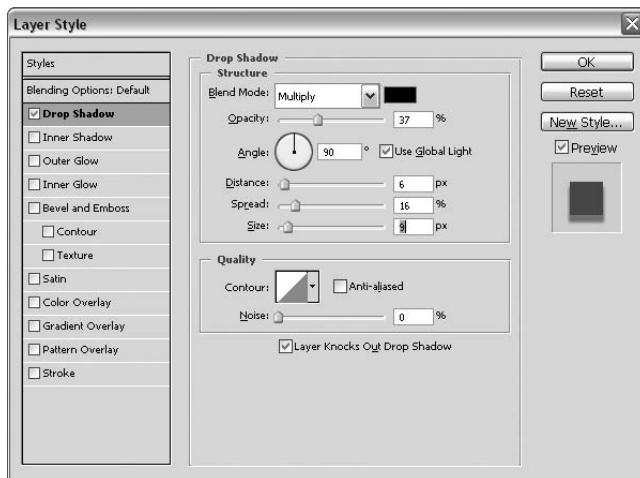 Layer Style
Styles
Blending Options: Default
Drop Shadow
Inner Shadow
Outer Glow
Inner Glow
Bevel and Emboss
Contour
Texture
Satin
Color Overlay
Gradient Overlay
Pattern Overlay
Stroke
Drop Shadow
Structure
Blend Mode: Multiply
Opacity: 37 %
Angle: 90 ° Use Global Light
Distance: 6 px
Spread: 16 %
Size: 9 px
Quality
Contour: Anti-aliased
Noise: 0 %
Layer Knocks Out Drop Shadow
OK
Reset
New Style...
Preview